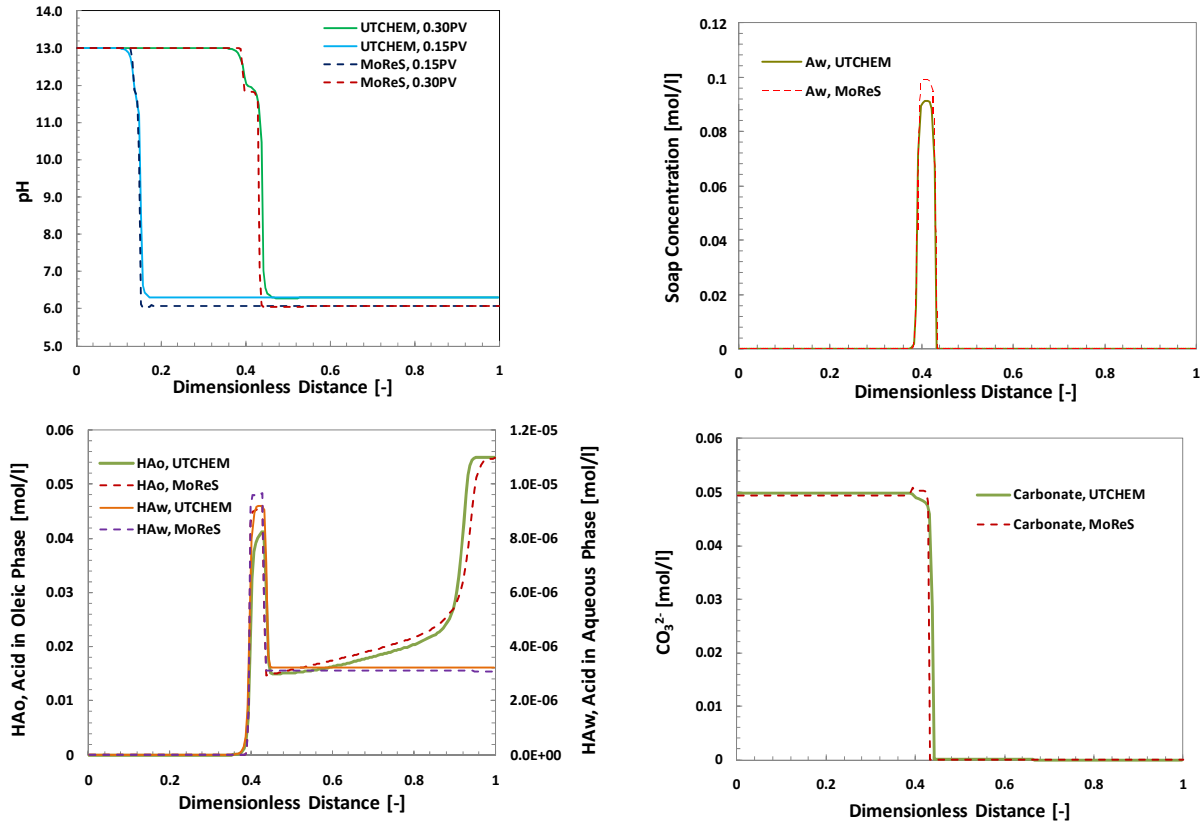 pH
13.0
12.0
11.0
10.0
9.0
8.0
7.0
6.0
5.0
0 0.2 0.4 0.6 0.8 1
Dimensionless Distance [-]
UTCHEM, 0.30PV
UTCHEM, 0.15PV
MoReS, 0.15PV
MoReS, 0.30PV
Soap Concentration [mol/l]
0.12
0.1
0.08
0.06
0.04
0.02
0
0 0.2 0.4 0.6 0.8 1
Dimensionless Distance [-]
Aw, UTCHEM
Aw, MoReS
HAo, Acid in Oleic Phase [mol/l]
0.06
0.05
0.04
0.03
0.02
0.01
0
0 0.2 0.4 0.6 0.8 1
Dimensionless Distance [-]
HAo, UTCHEM
HAo, MoReS
HAw, UTCHEM
HAw, MoReS
1.2E-05
1.0E-05
8.0E-06
6.0E-06
4.0E-06
2.0E-06
0.0E+00
HAw, Acid in Aqueous Phase [mol/l]
CO₃²⁻ [mol/l]
0.06
0.05
0.04
0.03
0.02
0.01
0
0 0.2 0.4 0.6 0.8 1
Dimensionless Distance [-]
Carbonate, UTCHEM
Carbonate, MoReS